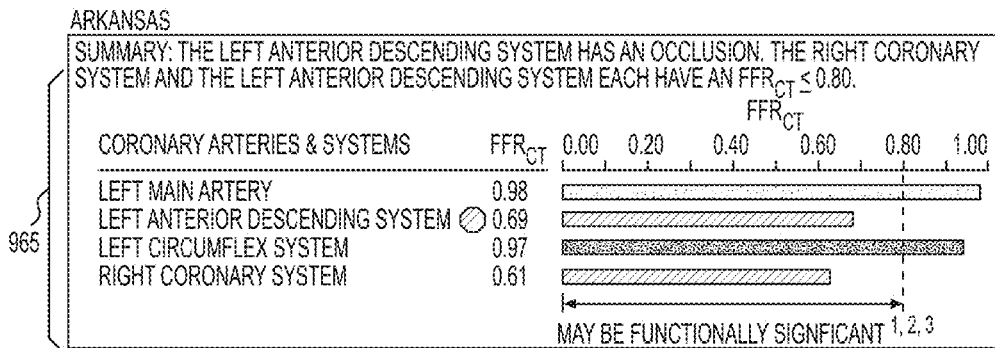 ARKANSAS
SUMMARY: THE LEFT ANTERIOR DESCENDING SYSTEM HAS AN OCCLUSION. THE RIGHT CORONARY
SYSTEM AND THE LEFT ANTERIOR DESCENDING SYSTEM EACH HAVE AN FFRCT ≤ 0.80.
FFRCT
CORONARY ARTERIES & SYSTEMS FFRCT 0.00 0.20 0.40 0.60 0.80 1.00
LEFT MAIN ARTERY 0.98
LEFT ANTERIOR DESCENDING SYSTEM 0.69
965
LEFT CIRCUMFLEX SYSTEM 0.97
RIGHT CORONARY SYSTEM 0.61
MAY BE FUNCTIONALLY SIGNFICANT 1, 2, 3